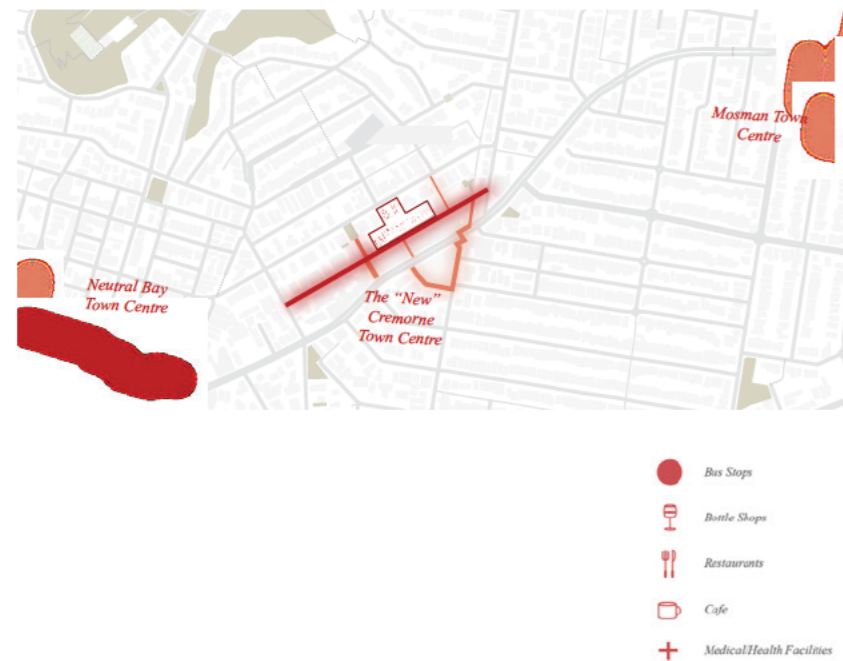 Mosman Town
Centre
Neutral Bay
Town Centre
The “New”
Cremorne
Town Centre
Bus Stops
Bottle Shops
Restaurants
Cafe
Medical/Health Facilities